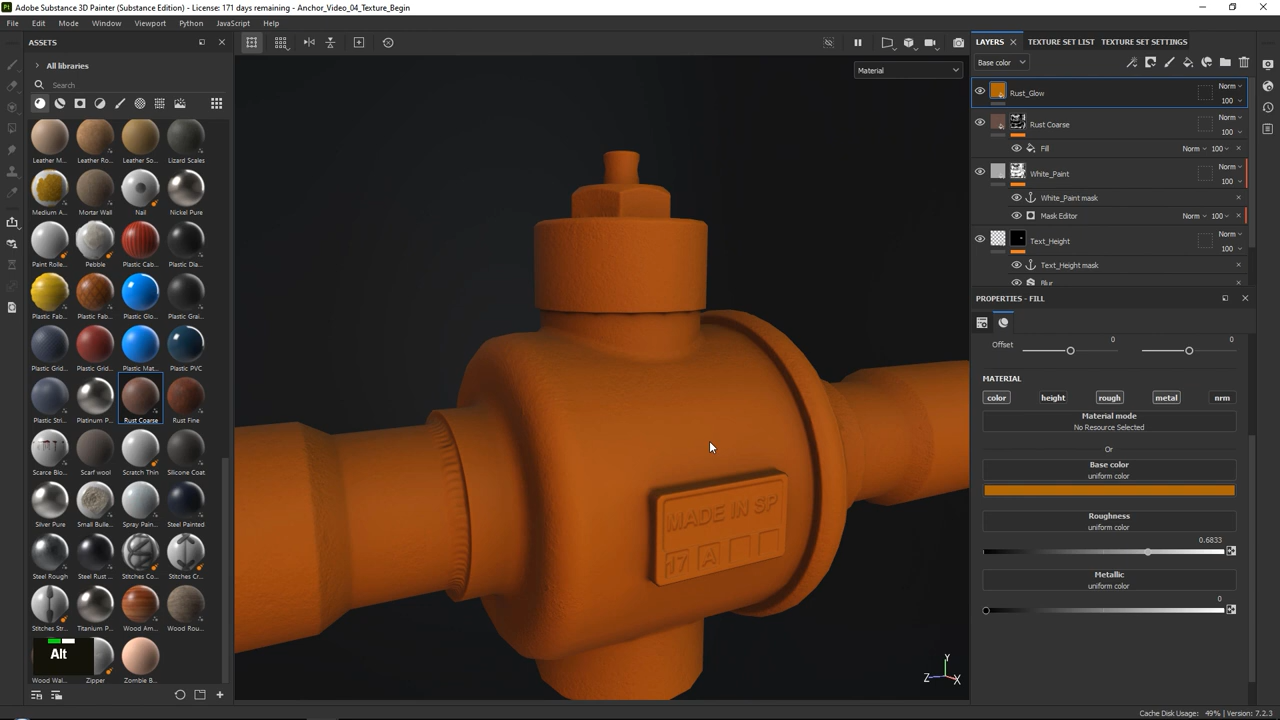 Adobe Substance 3D Painter (Substance Edition) - License: 171 days remaining - Anchor_Video_04_Texture_Begin
File Edit Mode Window Viewport Python JavaScript Help
ASSETS
All libraries
Search
Leather M... Leather Ro... Leather So... Lizard Scales
Medium A... Mortar Wall Nail Nickel Pure
Paint Rolle... Pebble Plastic Cab... Plastic Dia...
Plastic Fab... Plastic Fab... Plastic Glo... Plastic Grai...
Plastic Grid... Plastic Grid... Plastic Mat... Plastic PVC
Plastic Stri... Platinum P... Rust Coarse Rust Fine
Scarce Blo... Scarf wool Scratch Thin Silicone Coat
Silver Pure Small Bulle... Spray Pain... Steel Painted
Steel Rough Steel Rust ... Stitches Co... Stitches Cr...
Stitches Str... Titanium P... Wood Am... Wood Rou...
Wood Wal... Zipper Zombie B...
Alt
Material
MADE IN SP
17 A
Y
Z X
LAYERS TEXTURE SET LIST TEXTURE SET SETTINGS
Base color
Rust_Glow Norm 100
Rust Coarse Norm 100
Fill Norm 100
White_Paint Norm 100
White_Paint mask
Mask Editor Norm 100
Text_Height Norm 100
Text_Height mask
Blur
PROPERTIES - FILL
Offset 0 0
MATERIAL
color height rough metal nrm
Material mode
No Resource Selected
Or
Base color
uniform color
Roughness
uniform color
0.6833
Metallic
uniform color
0
Cache Disk Usage: 49% | Version: 7.2.3